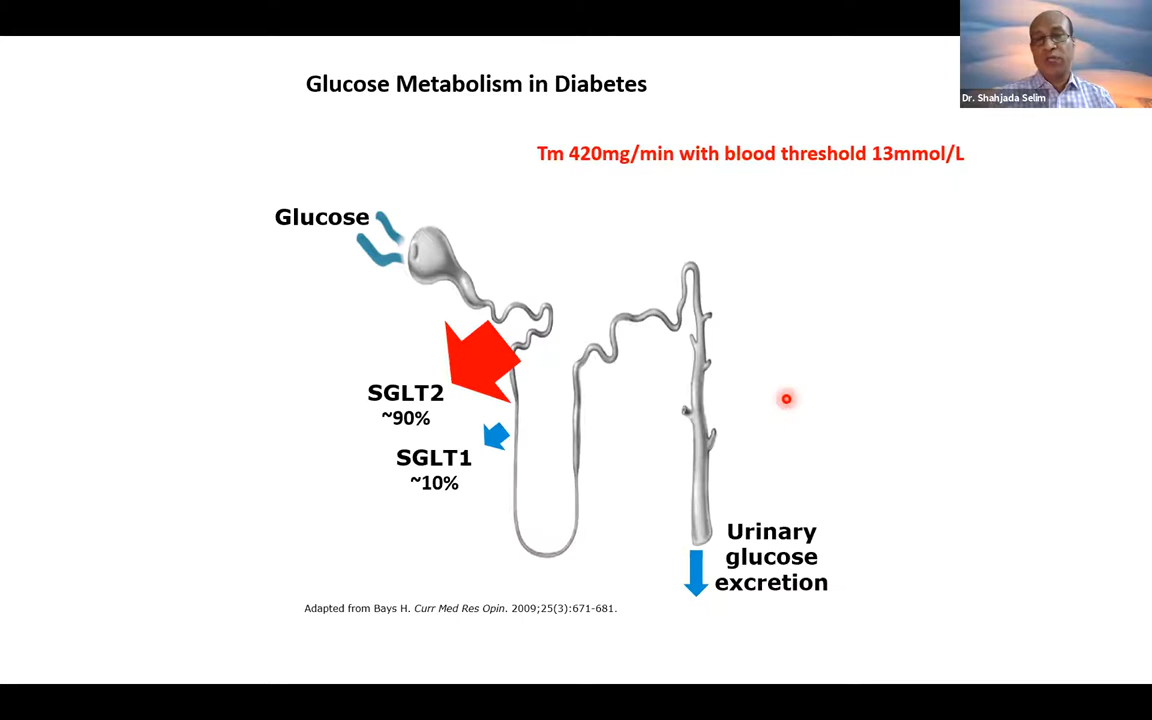 Dr. Shahjada Selim
Glucose Metabolism in Diabetes
Tm 420mg/min with blood threshold 13mmol/L
Glucose
SGLT2
~90%
SGLT1
~10%
Urinary
glucose
excretion
Adapted from Bays H. Curr Med Res Opin. 2009;25(3):671-681.